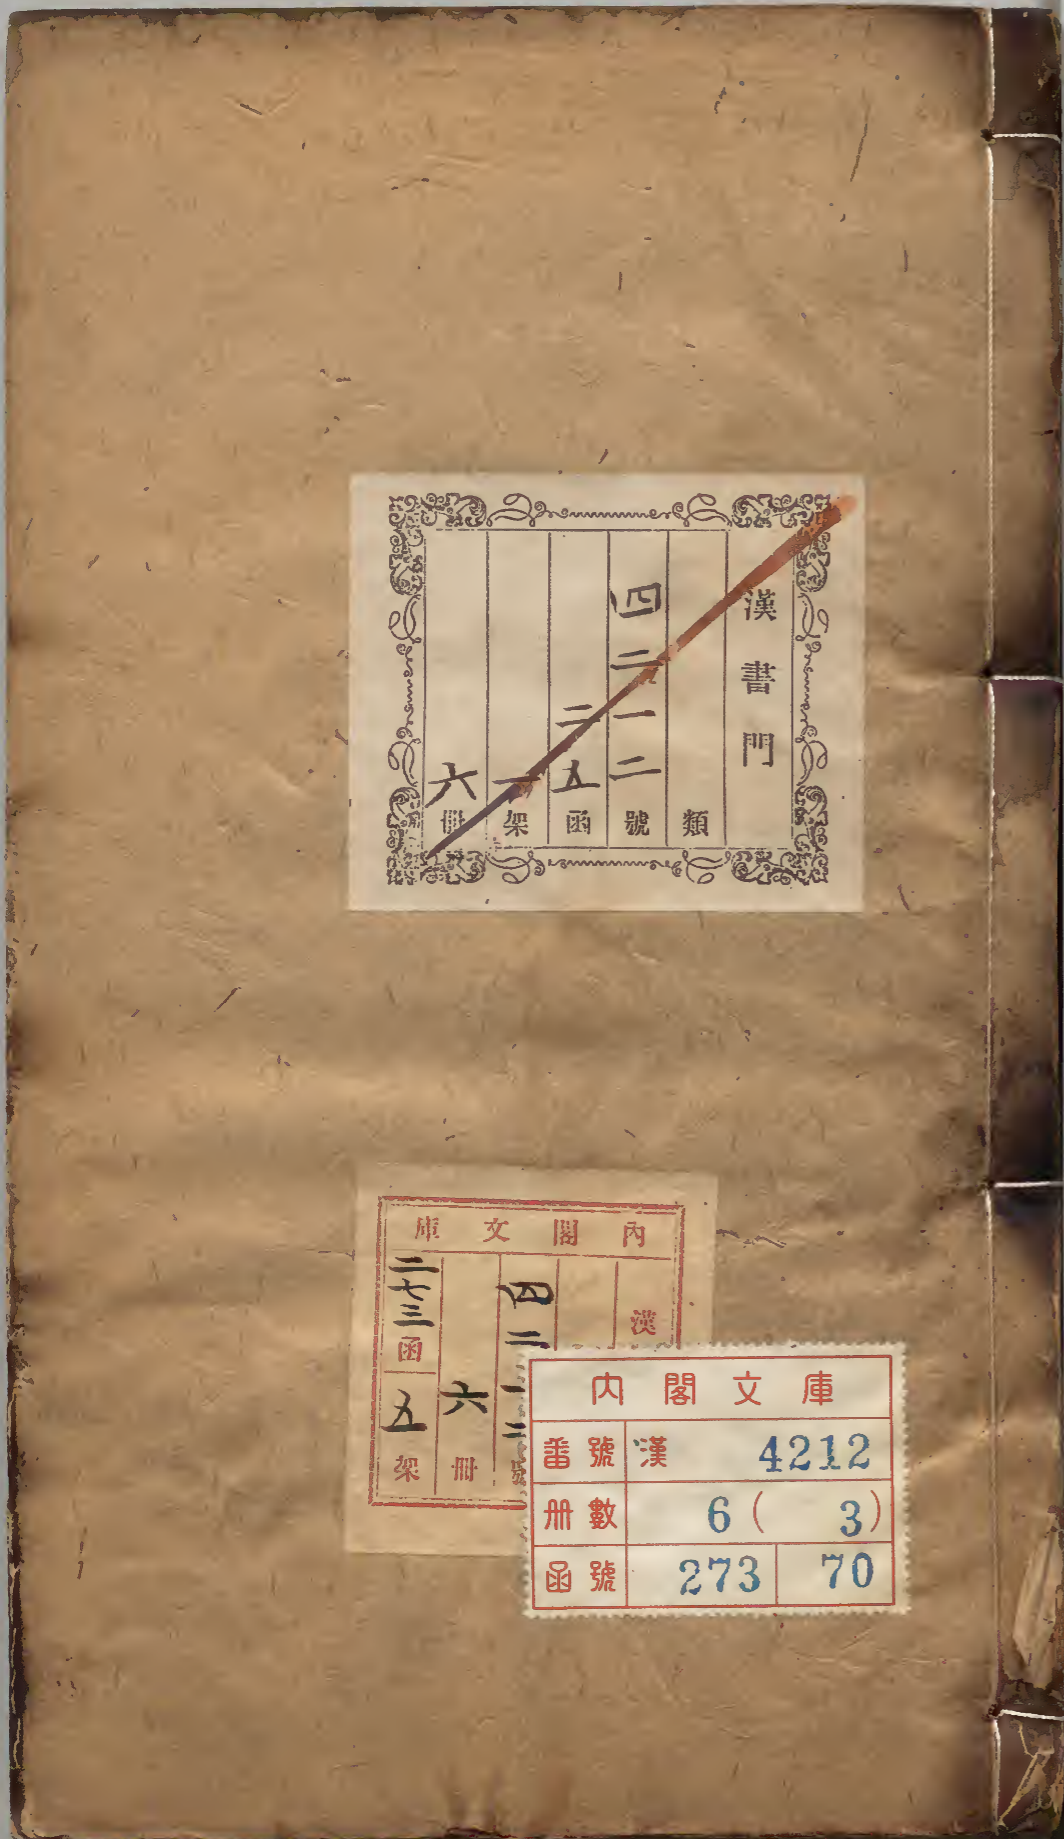 漢書門
類
四二一二號
二五函
一架
六冊
內閣文庫
漢
四二一二號
六冊
二七三函
五架
內閣文庫
番號 漢 4212
冊數 6(3)
函號 273 70